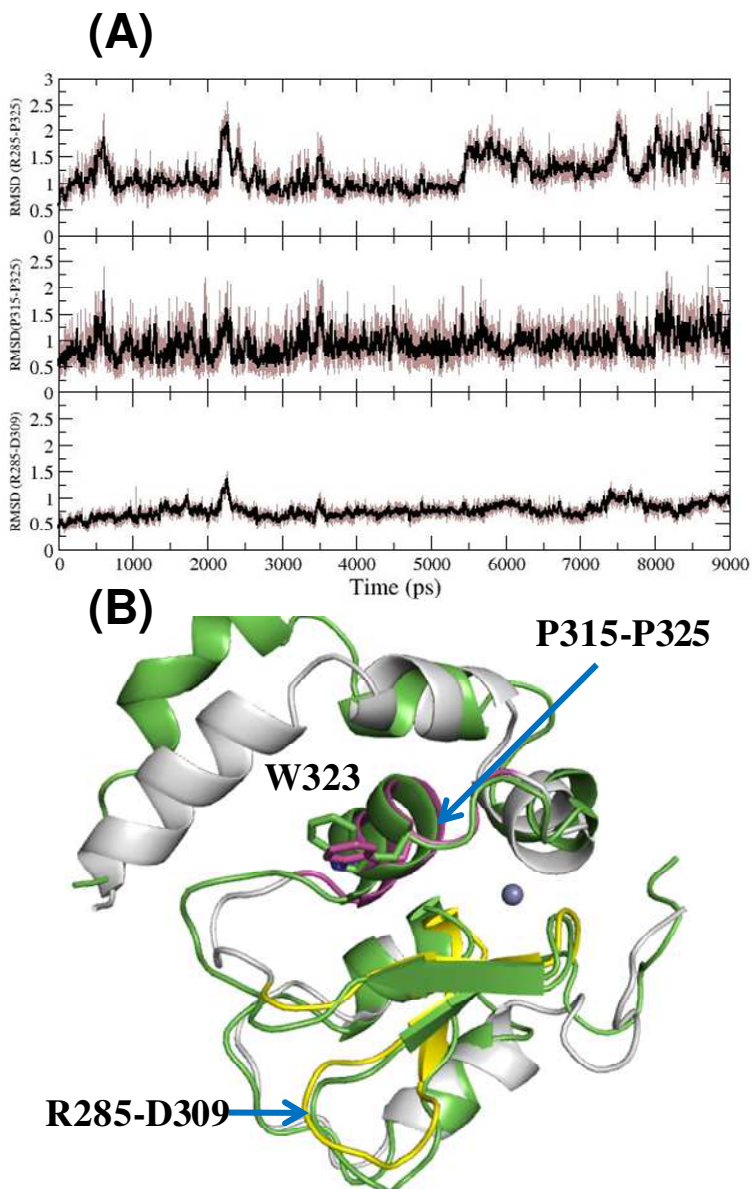 (A)
RMSD (R285-P325)
3
2.5
2
1.5
1
0.5
0
RMSD(P315-P325)
2.5
2
1.5
1
0.5
0
RMSD (R285-D309)
2.5
2
1.5
1
0.5
0
0 1000 2000 3000 4000 5000 6000 7000 8000 9000
Time (ps)
(B)
P315-P325
W323
R285-D309